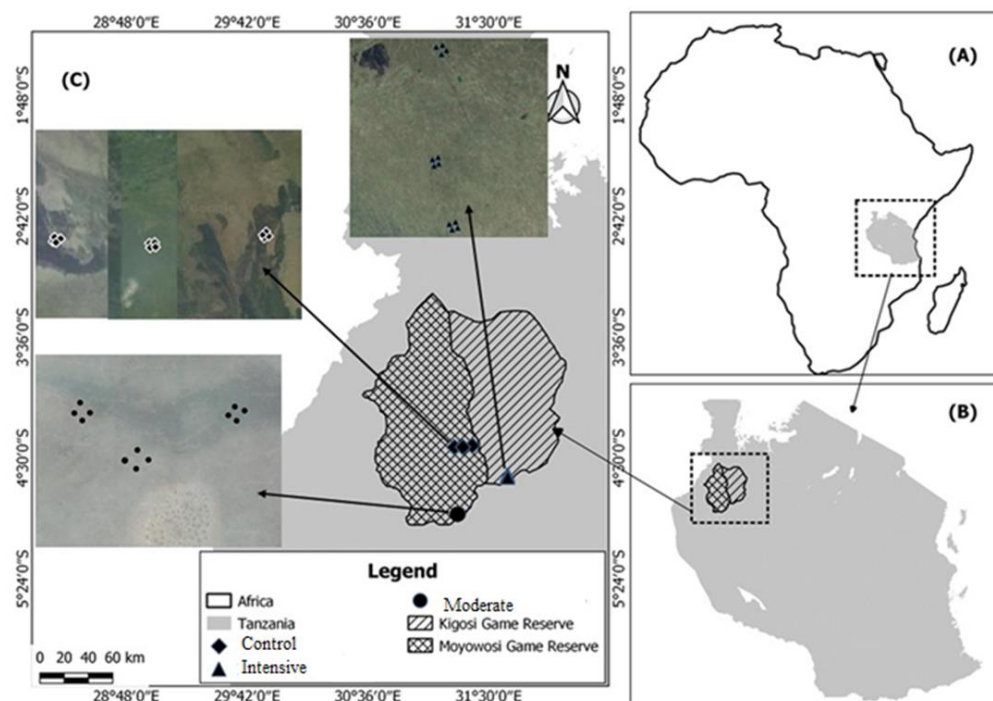 28°48'0"E 29°42'0"E 30°36'0"E 31°30'0"E
(C)
N
(A)
1°48'0"S
1°48'0"S
2°42'0"S
2°42'0"S
3°36'0"S
3°36'0"S
4°30'0"S
4°30'0"S
5°24'0"S
5°24'0"S
(B)
Legend
Africa
Tanzania
Control
Intensive
Moderate
Kigosi Game Reserve
Moyowosi Game Reserve
0 20 40 60 km
28°48'0"E 29°42'0"E 30°36'0"E 31°30'0"E